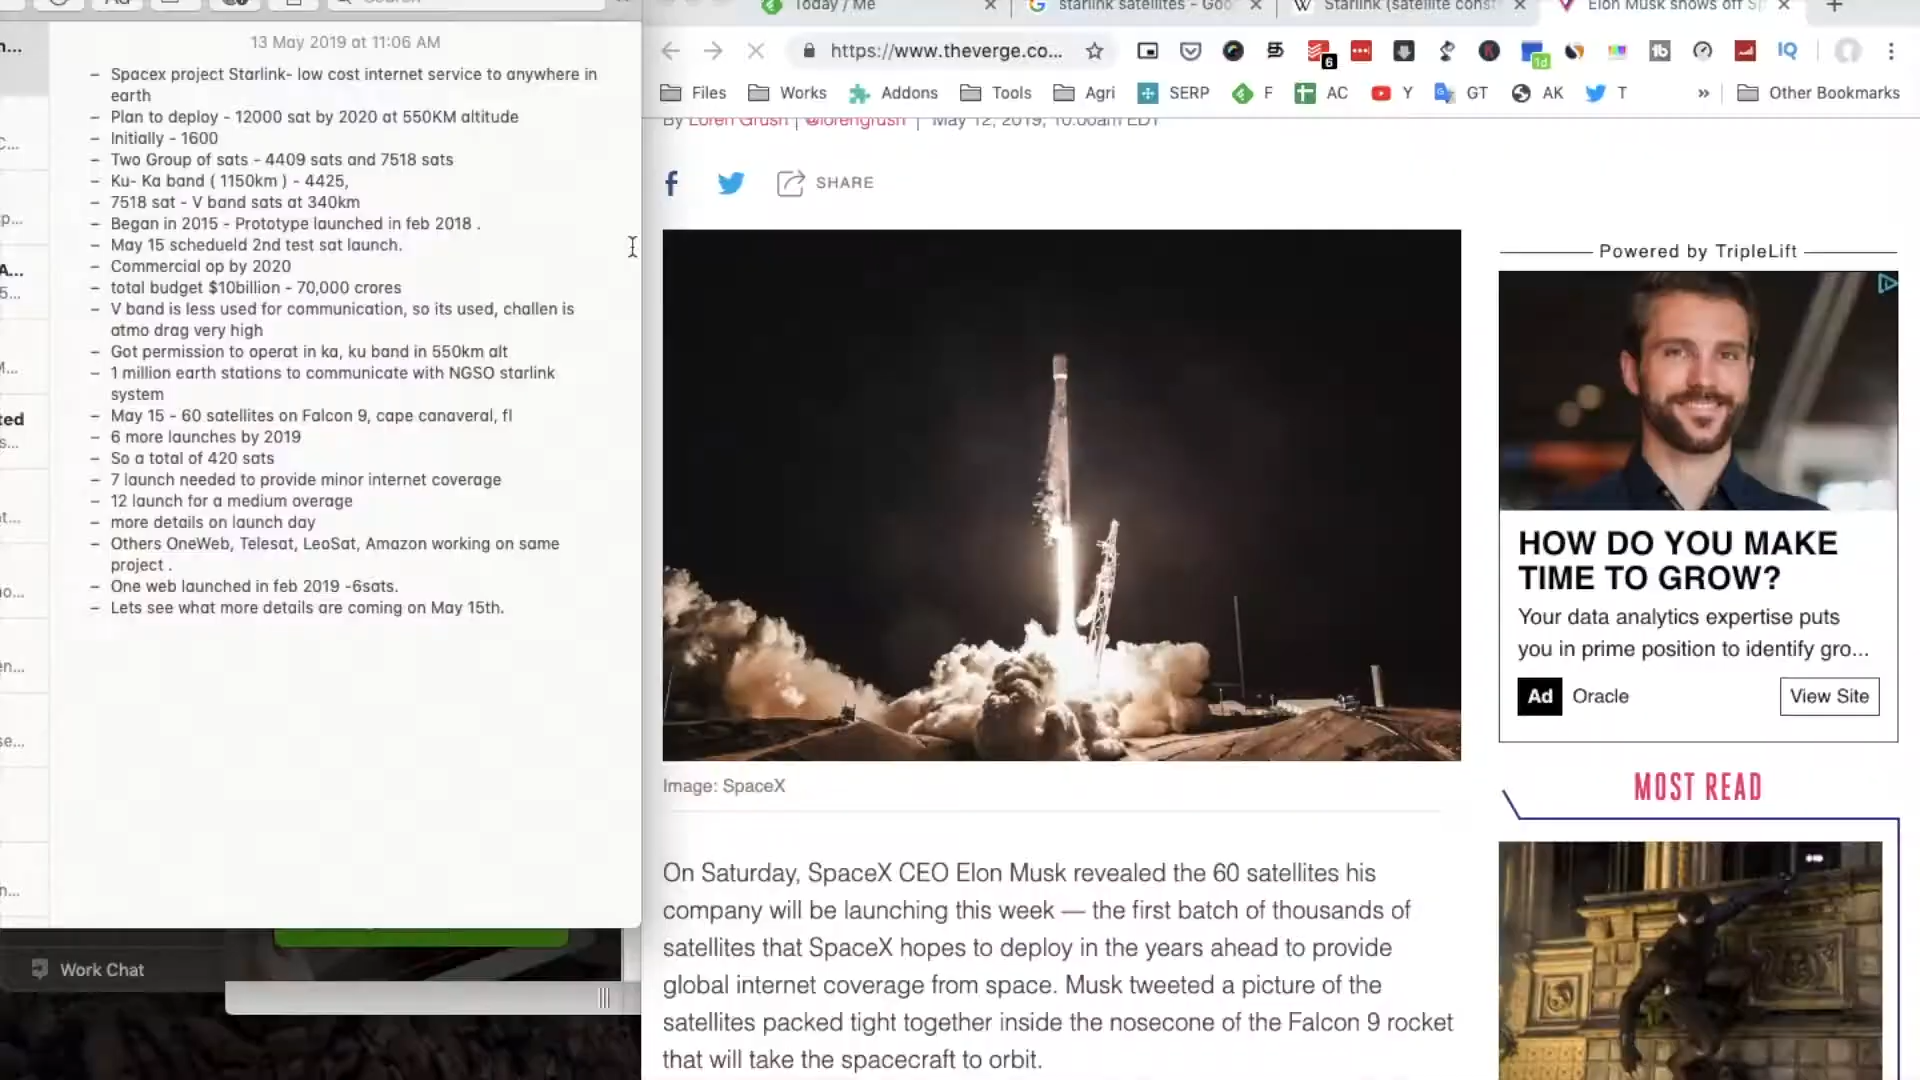 13 May 2019 at 11:06 AM
– Spacex project Starlink- low cost internet service to anywhere in
earth
– Plan to deploy - 12000 sat by 2020 at 550KM altitude
– Initially - 1600
– Two Group of sats - 4409 sats and 7518 sats
– Ku- Ka band ( 1150km ) - 4425,
– 7518 sat - V band sats at 340km
– Began in 2015 - Prototype launched in feb 2018 .
– May 15 schedueld 2nd test sat launch.
– Commercial op by 2020
– total budget $10billion - 70,000 crores
– V band is less used for communication, so its used, challen is
atmo drag very high
– Got permission to operat in ka, ku band in 550km alt
– 1 million earth stations to communicate with NGSO starlink
system
– May 15 - 60 satellites on Falcon 9, cape canaveral, fl
– 6 more launches by 2019
– So a total of 420 sats
– 7 launch needed to provide minor internet coverage
– 12 launch for a medium overage
– more details on launch day
– Others OneWeb, Telesat, LeoSat, Amazon working on same
project .
– One web launched in feb 2019 -6sats.
– Lets see what more details are coming on May 15th.
Work Chat
Today / Me
starlink satellites - Goo
Starlink (satellite const
Elon Musk shows off Sp
https://www.theverge.co...
6
1d
IQ
Files Works Addons Tools Agri SERP F AC Y GT AK T » Other Bookmarks
By Loren Grush | @lorengrush | May 12, 2019, 10:00am EDT
SHARE
Image: SpaceX
On Saturday, SpaceX CEO Elon Musk revealed the 60 satellites his
company will be launching this week — the first batch of thousands of
satellites that SpaceX hopes to deploy in the years ahead to provide
global internet coverage from space. Musk tweeted a picture of the
satellites packed tight together inside the nosecone of the Falcon 9 rocket
that will take the spacecraft to orbit.
Powered by TripleLift
HOW DO YOU MAKE
TIME TO GROW?
Your data analytics expertise puts
you in prime position to identify gro...
Ad Oracle View Site
MOST READ